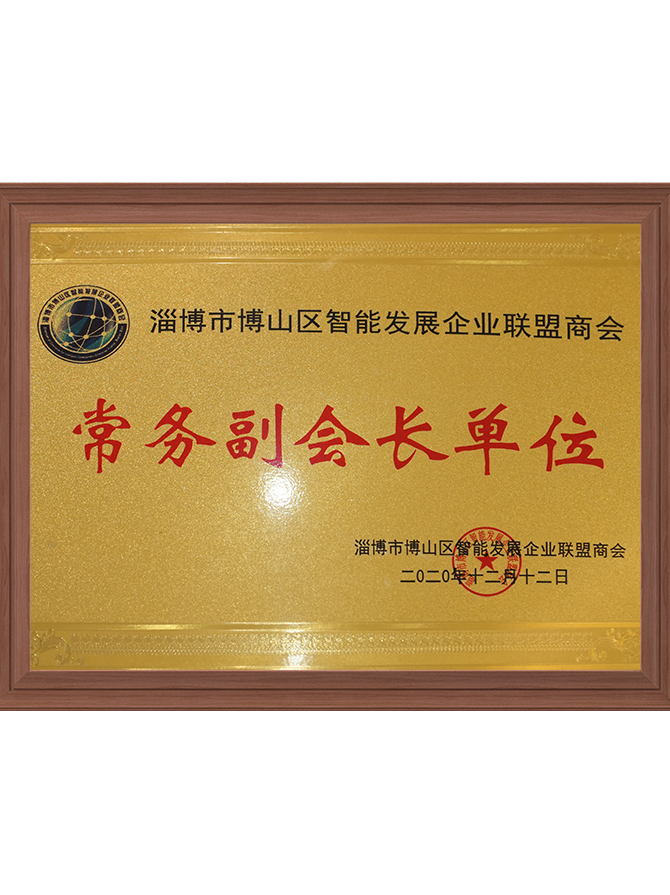 淄博市博山区智能发展企业联盟商会
常务副会长单位
淄博市博山区智能发展企业联盟商会
二〇二〇年十二月十二日